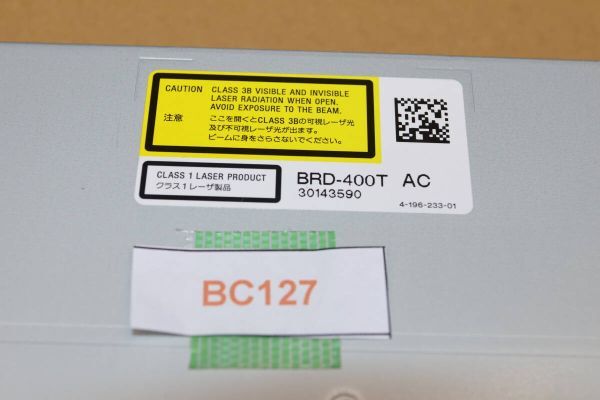 CAUTION CLASS 3B VISIBLE AND INVISIBLE
LASER RADIATION WHEN OPEN.
AVOID EXPOSURE TO THE BEAM.
注意 ここを開くとCLASS 3Bの可視レーザ光
及び不可視レーザ光が出ます。
ビームに身をさらさないでください。
CLASS 1 LASER PRODUCT
クラス1レーザ製品
BRD-400T AC
30143590
4-196-233-01
BC127